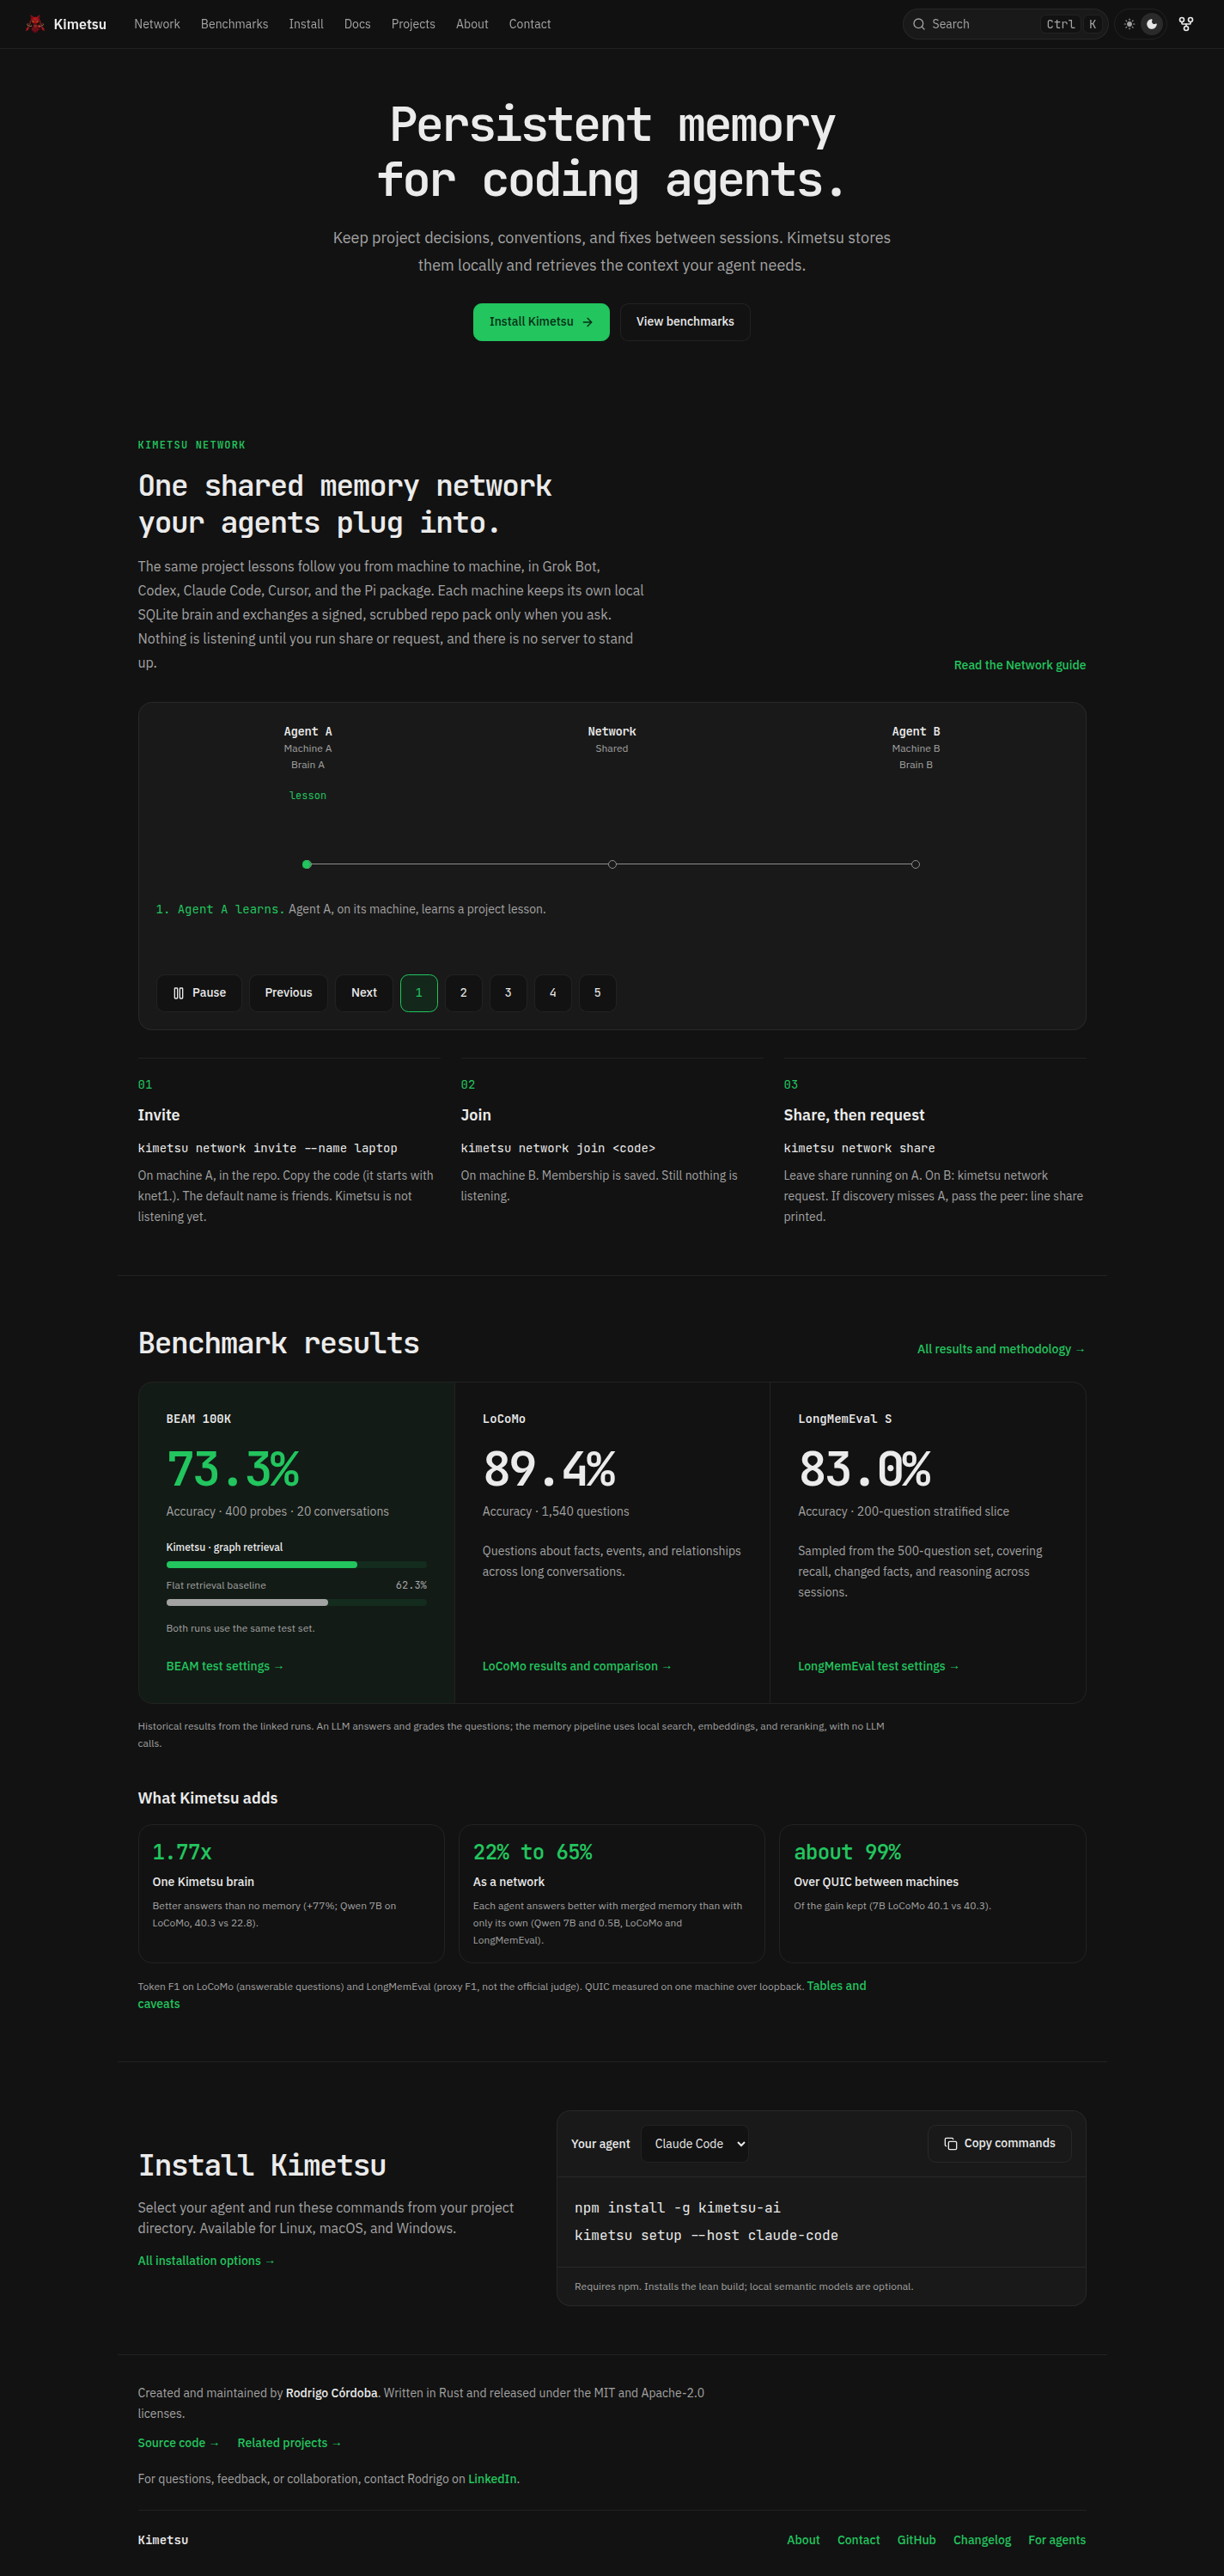 Kimetsu
Network
Benchmarks
Install
Docs
Projects
About
Contact
Search
Ctrl K
Persistent memory
for coding agents.
Keep project decisions, conventions, and fixes between sessions. Kimetsu stores
them locally and retrieves the context your agent needs.
Install Kimetsu →
View benchmarks
KIMETSU NETWORK
One shared memory network
your agents plug into.
The same project lessons follow you from machine to machine, in Grok Bot,
Codex, Claude Code, Cursor, and the Pi package. Each machine keeps its own local
SQLite brain and exchanges a signed, scrubbed repo pack only when you ask.
Nothing is listening until you run share or request, and there is no server to stand
up.
Read the Network guide
Agent A
Machine A
Brain A
lesson
Network
Shared
Agent B
Machine B
Brain B
1. Agent A learns. Agent A, on its machine, learns a project lesson.
Pause
Previous
Next
1
2
3
4
5
01
Invite
kimetsu network invite --name laptop
On machine A, in the repo. Copy the code (it starts with
knet1.). The default name is friends. Kimetsu is not
listening yet.
02
Join
kimetsu network join <code>
On machine B. Membership is saved. Still nothing is
listening.
03
Share, then request
kimetsu network share
Leave share running on A. On B: kimetsu network
request. If discovery misses A, pass the peer: line share
printed.
Benchmark results
All results and methodology →
BEAM 100K
73.3%
Accuracy · 400 probes · 20 conversations
Kimetsu · graph retrieval
Flat retrieval baseline 62.3%
Both runs use the same test set.
BEAM test settings →
LoCoMo
89.4%
Accuracy · 1,540 questions
Questions about facts, events, and relationships
across long conversations.
LoCoMo results and comparison →
LongMemEval S
83.0%
Accuracy · 200-question stratified slice
Sampled from the 500-question set, covering
recall, changed facts, and reasoning across
sessions.
LongMemEval test settings →
Historical results from the linked runs. An LLM answers and grades the questions; the memory pipeline uses local search, embeddings, and reranking, with no LLM
calls.
What Kimetsu adds
1.77x
One Kimetsu brain
Better answers than no memory (+77%; Qwen 7B on
LoCoMo, 40.3 vs 22.8).
22% to 65%
As a network
Each agent answers better with merged memory than with
only its own (Qwen 7B and 0.5B, LoCoMo and
LongMemEval).
about 99%
Over QUIC between machines
Of the gain kept (7B LoCoMo 40.1 vs 40.3).
Token F1 on LoCoMo (answerable questions) and LongMemEval (proxy F1, not the official judge). QUIC measured on one machine over loopback. Tables and
caveats
Install Kimetsu
Select your agent and run these commands from your project
directory. Available for Linux, macOS, and Windows.
All installation options →
Your agent
Claude Code
Copy commands
npm install -g kimetsu-ai
kimetsu setup --host claude-code
Requires npm. Installs the lean build; local semantic models are optional.
Created and maintained by Rodrigo Córdoba. Written in Rust and released under the MIT and Apache-2.0
licenses.
Source code →
Related projects →
For questions, feedback, or collaboration, contact Rodrigo on LinkedIn.
Kimetsu
About
Contact
GitHub
Changelog
For agents